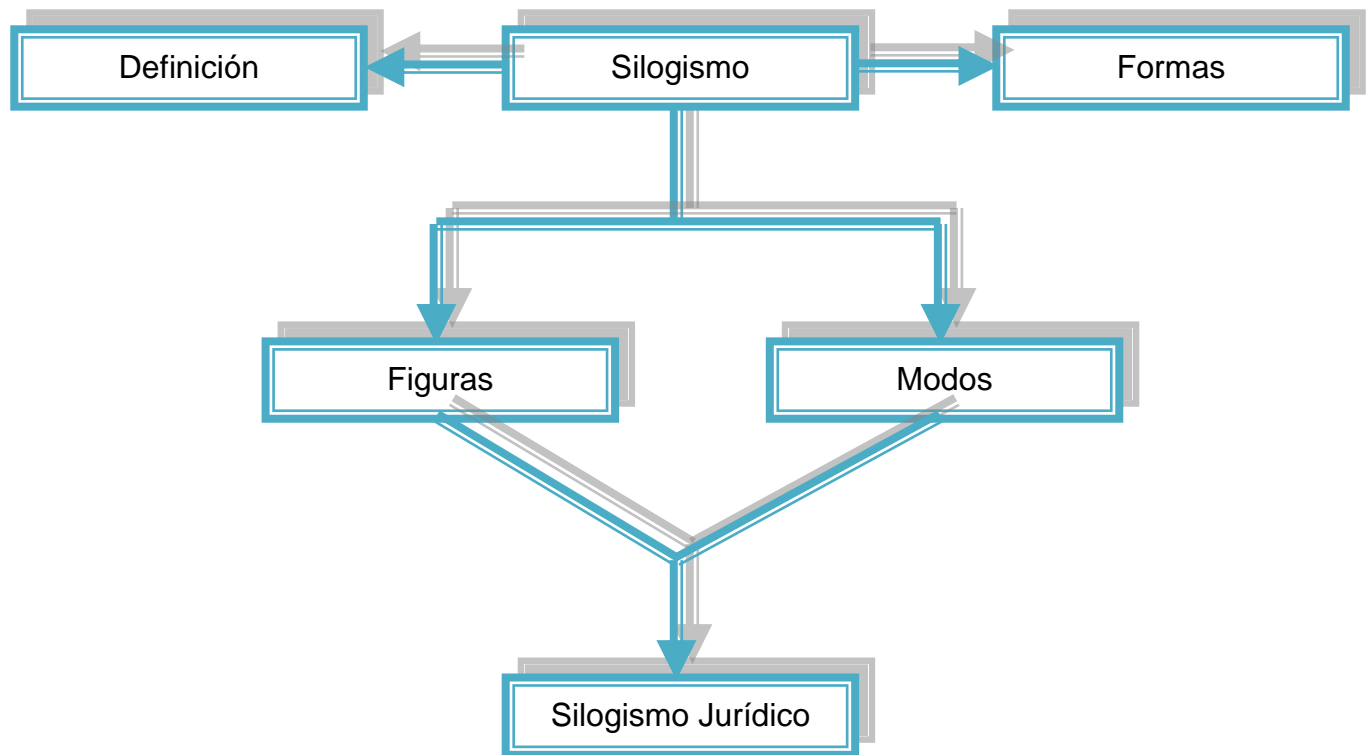 Definición
Silogismo
Formas
Figuras
Modos
Silogismo Jurídico